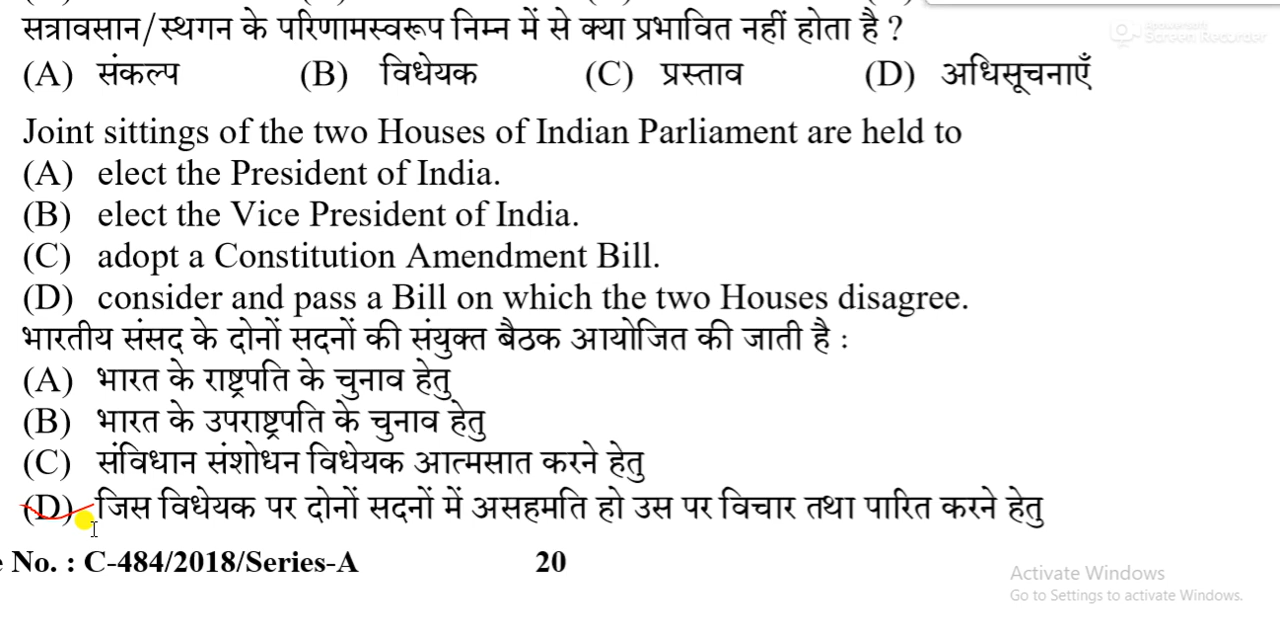 सत्रावसान/स्थगन के परिणामस्वरूप निम्न में से क्या प्रभावित नहीं होता है ?
(A) संकल्प (B) विधेयक (C) प्रस्ताव (D) अधिसूचनाएँ
Joint sittings of the two Houses of Indian Parliament are held to
(A) elect the President of India.
(B) elect the Vice President of India.
(C) adopt a Constitution Amendment Bill.
(D) consider and pass a Bill on which the two Houses disagree.
भारतीय संसद के दोनों सदनों की संयुक्त बैठक आयोजित की जाती है :
(A) भारत के राष्ट्रपति के चुनाव हेतु
(B) भारत के उपराष्ट्रपति के चुनाव हेतु
(C) संविधान संशोधन विधेयक आत्मसात करने हेतु
(D) जिस विधेयक पर दोनों सदनों में असहमति हो उस पर विचार तथा पारित करने हेतु
No. : C-484/2018/Series-A 20
Apowersoft
Screen Recorder
Activate Windows
Go to Settings to activate Windows.